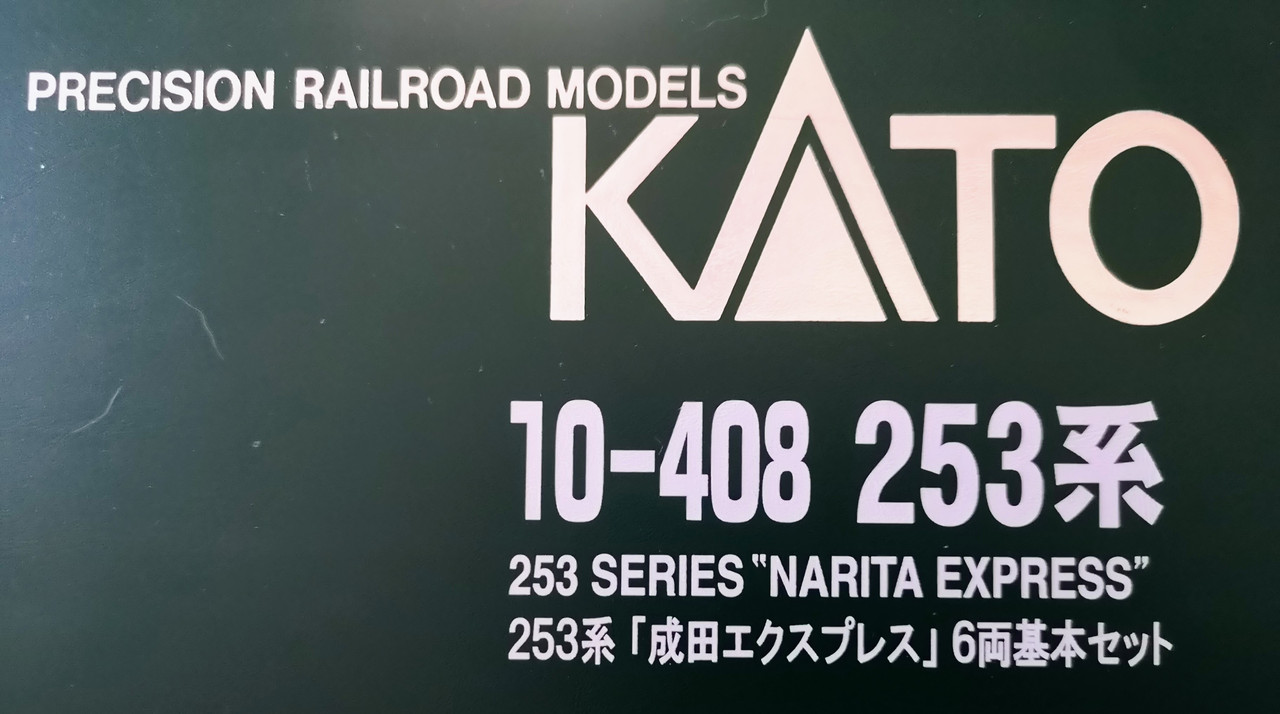 PRECISION RAILROAD MODELS
KATO
10-408 253系
253 SERIES "NARITA EXPRESS"
253系「成田エクスプレス」6両基本セット